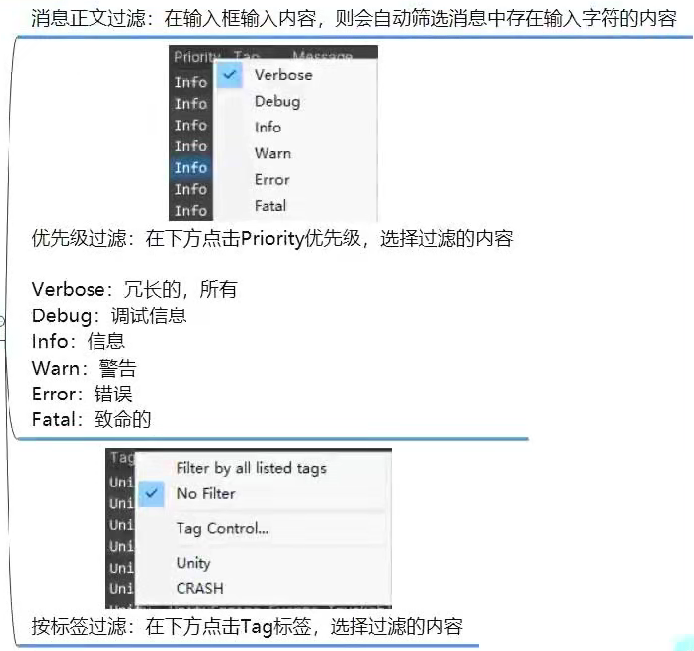 消息正文过滤：在输入框输入内容，则会自动筛选消息中存在输入字符的内容
Priority Tag Message
Info Verbose
Info Debug
Info Info
Info Warn
Info Error
Info Fatal
Info
优先级过滤：在下方点击Priority优先级，选择过滤的内容
Verbose：冗长的，所有
Debug：调试信息
Info：信息
Warn：警告
Error：错误
Fatal：致命的
Tag
Filter by all listed tags
Uni
No Filter
Uni
Uni
Tag Control...
Uni
Unity
Uni
CRASH
Uni
按标签过滤：在下方点击Tag标签，选择过滤的内容